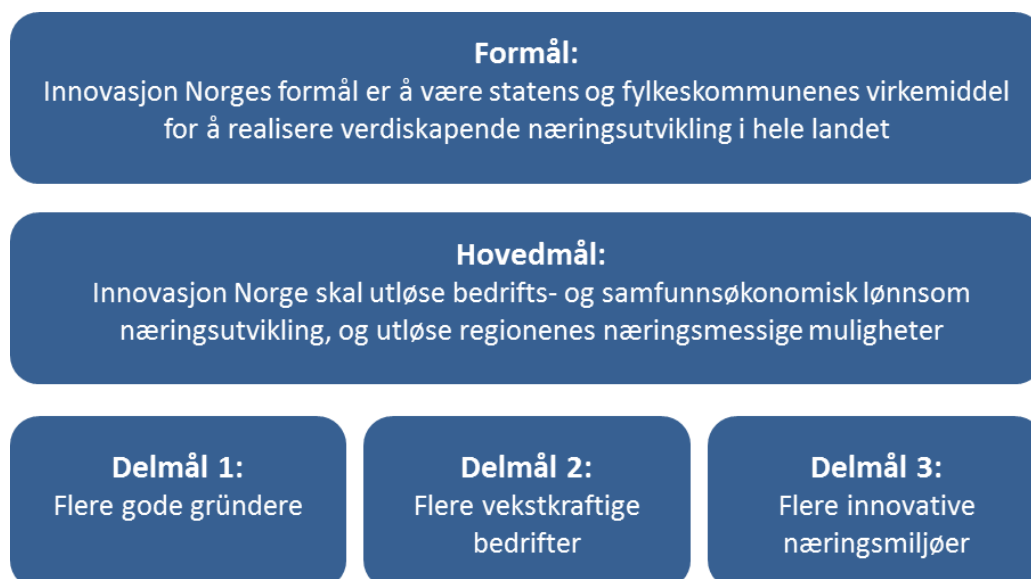 Formål:
Innovasjon Norges formål er å være statens og fylkeskommunenes virkemiddel
for å realisere verdiskapende næringsutvikling i hele landet
Hovedmål:
Innovasjon Norge skal utløse bedrifts- og samfunnsøkonomisk lønnsom
næringsutvikling, og utløse regionenes næringsmessige muligheter
Delmål 1:
Flere gode gründere
Delmål 2:
Flere vekstkraftige
bedrifter
Delmål 3:
Flere innovative
næringsmiljøer